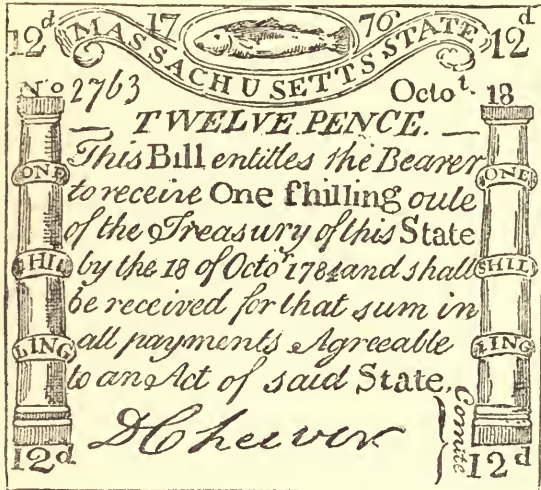 12d 17 76 12d
MASSACHUSETTS STATE
No 2763 Octot. 18
TWELVE PENCE.
This Bill entitles the Bearer
to receive One ſhilling oute
of the Treasury of this State
by the 18 of Octor 1784 and shall
be received for that sum in
all payments Agreeable
to an Act of said State.
ONE SHIL LING
ONE SHILL LING
DCheever
Comite
12d 12d